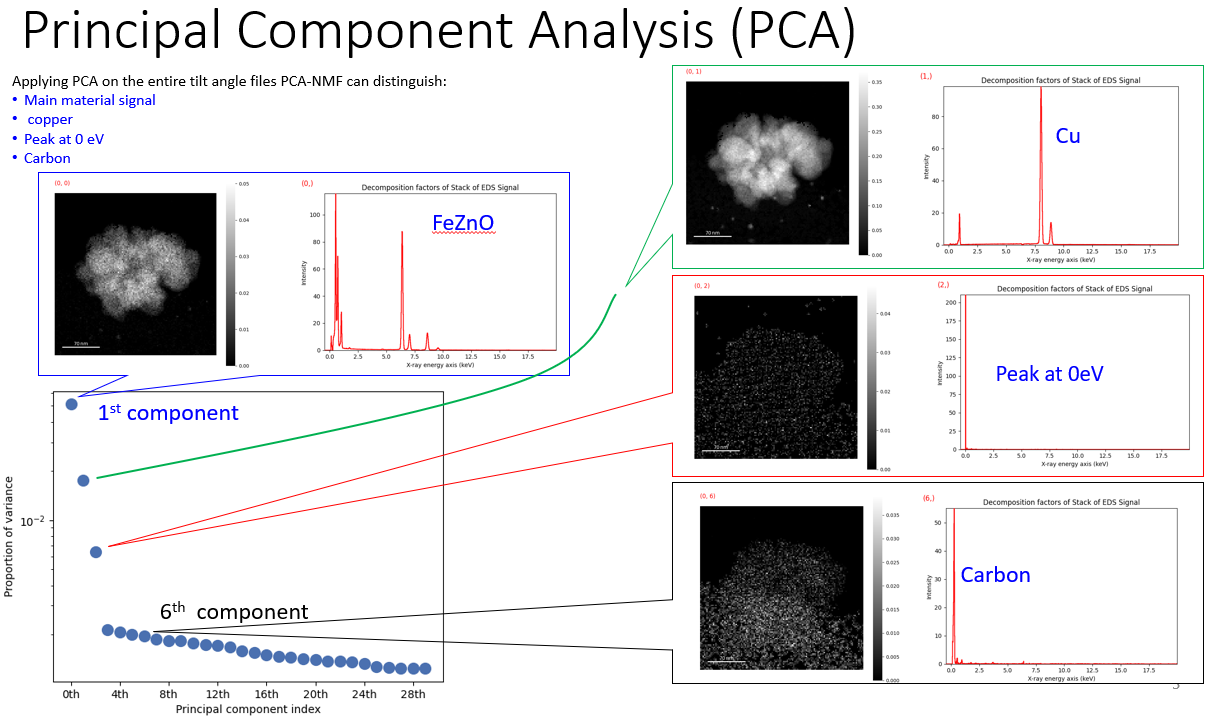 Principal Component Analysis (PCA)
Applying PCA on the entire tilt angle files PCA-NMF can distinguish:
• Main material signal
• copper
• Peak at 0 eV
• Carbon
(0, 0)
70 nm
0.05
0.04
0.03
0.02
0.01
0.00
(0,)
Decomposition factors of Stack of EDS Signal
FeZnO
Intensity
100
80
60
40
20
0
0.0 2.5 5.0 7.5 10.0 12.5 15.0 17.5
X-ray energy axis (keV)
(0, 1)
70 nm
0.35
0.30
0.25
0.20
0.15
0.10
0.05
0.00
(1,)
Decomposition factors of Stack of EDS Signal
Cu
Intensity
80
60
40
20
0
0.0 2.5 5.0 7.5 10.0 12.5 15.0 17.5
X-ray energy axis (keV)
(0, 2)
70 nm
0.04
0.03
0.02
0.01
0.00
(2,)
Decomposition factors of Stack of EDS Signal
Peak at 0eV
Intensity
200
175
150
125
100
75
50
25
0
0.0 2.5 5.0 7.5 10.0 12.5 15.0 17.5
X-ray energy axis (keV)
(0, 6)
70 nm
0.035
0.030
0.025
0.020
0.015
0.010
0.005
0.000
(6,)
Decomposition factors of Stack of EDS Signal
Carbon
Intensity
50
40
30
20
10
0
0.0 2.5 5.0 7.5 10.0 12.5 15.0 17.5
X-ray energy axis (keV)
1st component
6th component
Proportion of variance
10−2
0th 4th 8th 12th 16th 20th 24th 28th
Principal component index